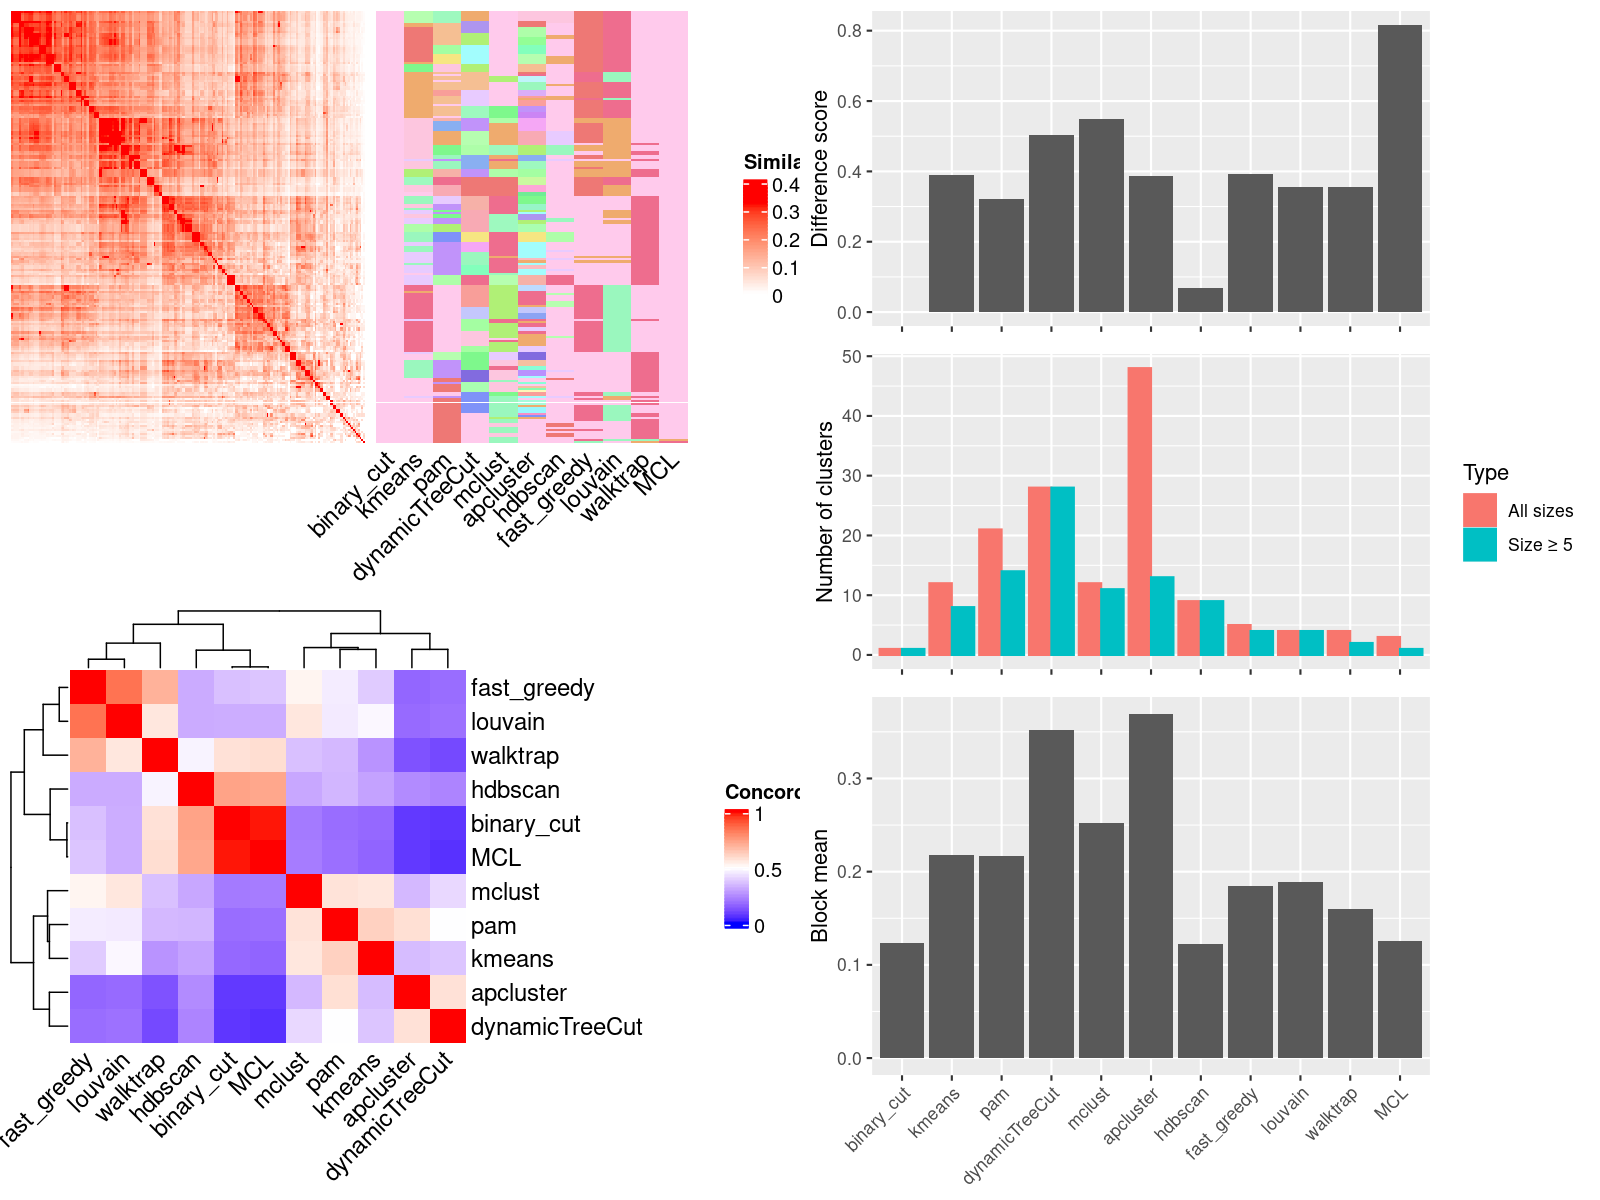 Simila
0.4
0.3
0.2
0.1
0
binary_cut
kmeans
pam
dynamicTreeCut
mclust
apcluster
hdbscan
fast_greedy
louvain
walktrap
MCL
fast_greedy
louvain
walktrap
hdbscan
binary_cut
MCL
mclust
pam
kmeans
apcluster
dynamicTreeCut
fast_greedy
louvain
walktrap
hdbscan
binary_cut
MCL
mclust
pam
kmeans
apcluster
dynamicTreeCut
Concord
1
0.5
0
Difference score
0.8
0.6
0.4
0.2
0.0
Number of clusters
50
40
30
20
10
0
Type
All sizes
Size ≥ 5
Block mean
0.3
0.2
0.1
0.0
binary_cut
kmeans
pam
dynamicTreeCut
mclust
apcluster
hdbscan
fast_greedy
louvain
walktrap
MCL